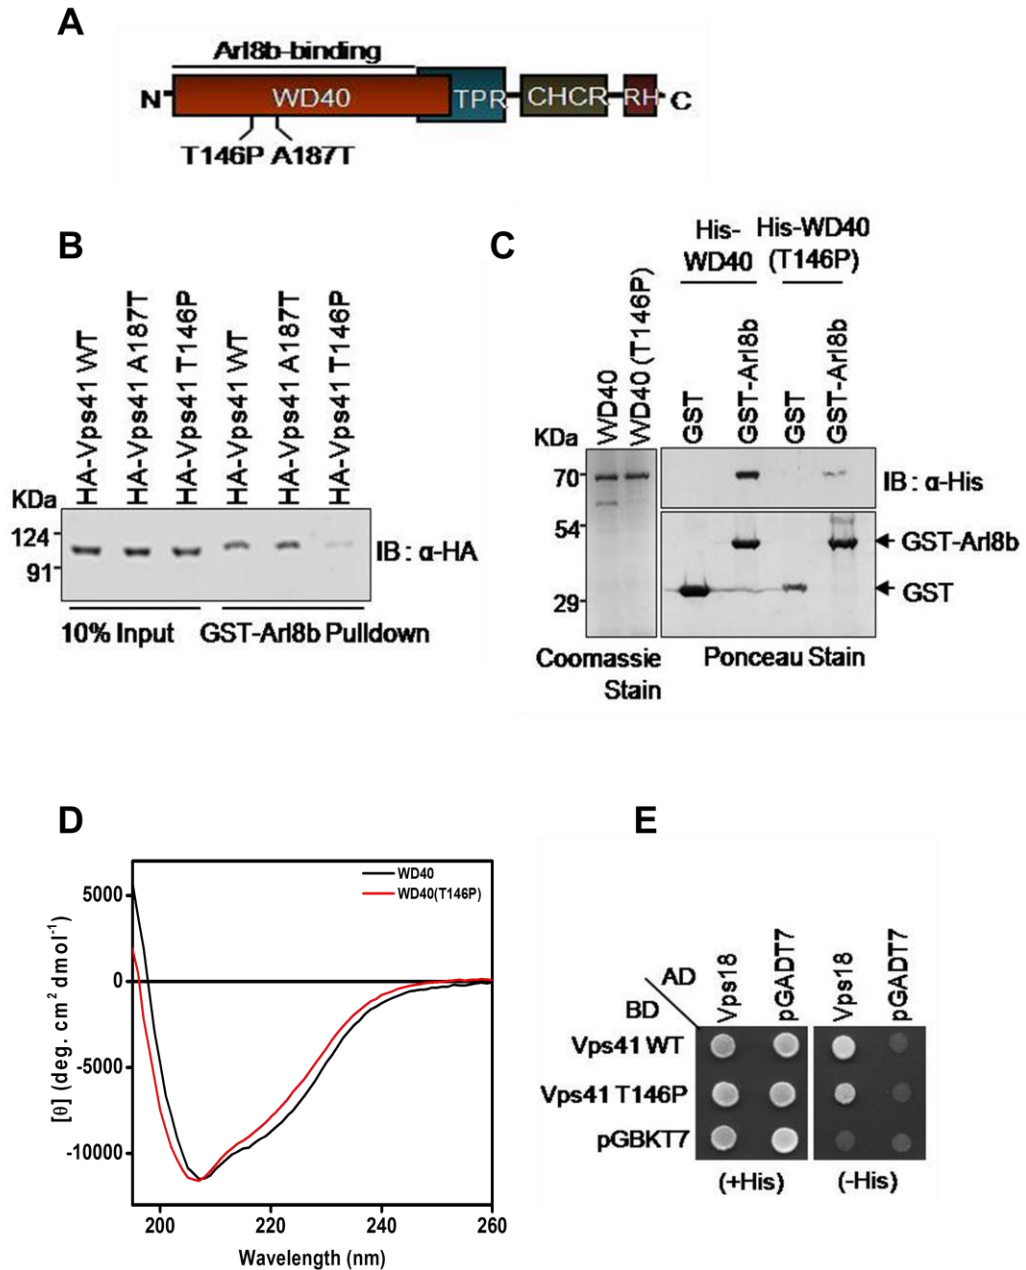 A
Arl8b-binding
N WD40 TPR CHCR RH C
T146P A187T
B
HA-Vps41 WT
HA-Vps41 A187T
HA-Vps41 T146P
HA-Vps41 WT
HA-Vps41 A187T
HA-Vps41 T146P
KDa
124
91
IB : α-HA
10% Input GST-Arl8b Pulldown
C
His-WD40
His-WD40 (T146P)
WD40
WD40 (T146P)
GST
GST-Arl8b
GST
GST-Arl8b
KDa
70
54
29
IB : α-His
GST-Arl8b
GST
Coomassie Stain
Ponceau Stain
D
WD40
WD40(T146P)
[θ] (deg. cm2 dmol-1)
5000
0
-5000
-10000
200 220 240 260
Wavelength (nm)
E
AD
BD
Vps18
pGADT7
Vps18
pGADT7
Vps41 WT
Vps41 T146P
pGBKT7
(+His) (-His)